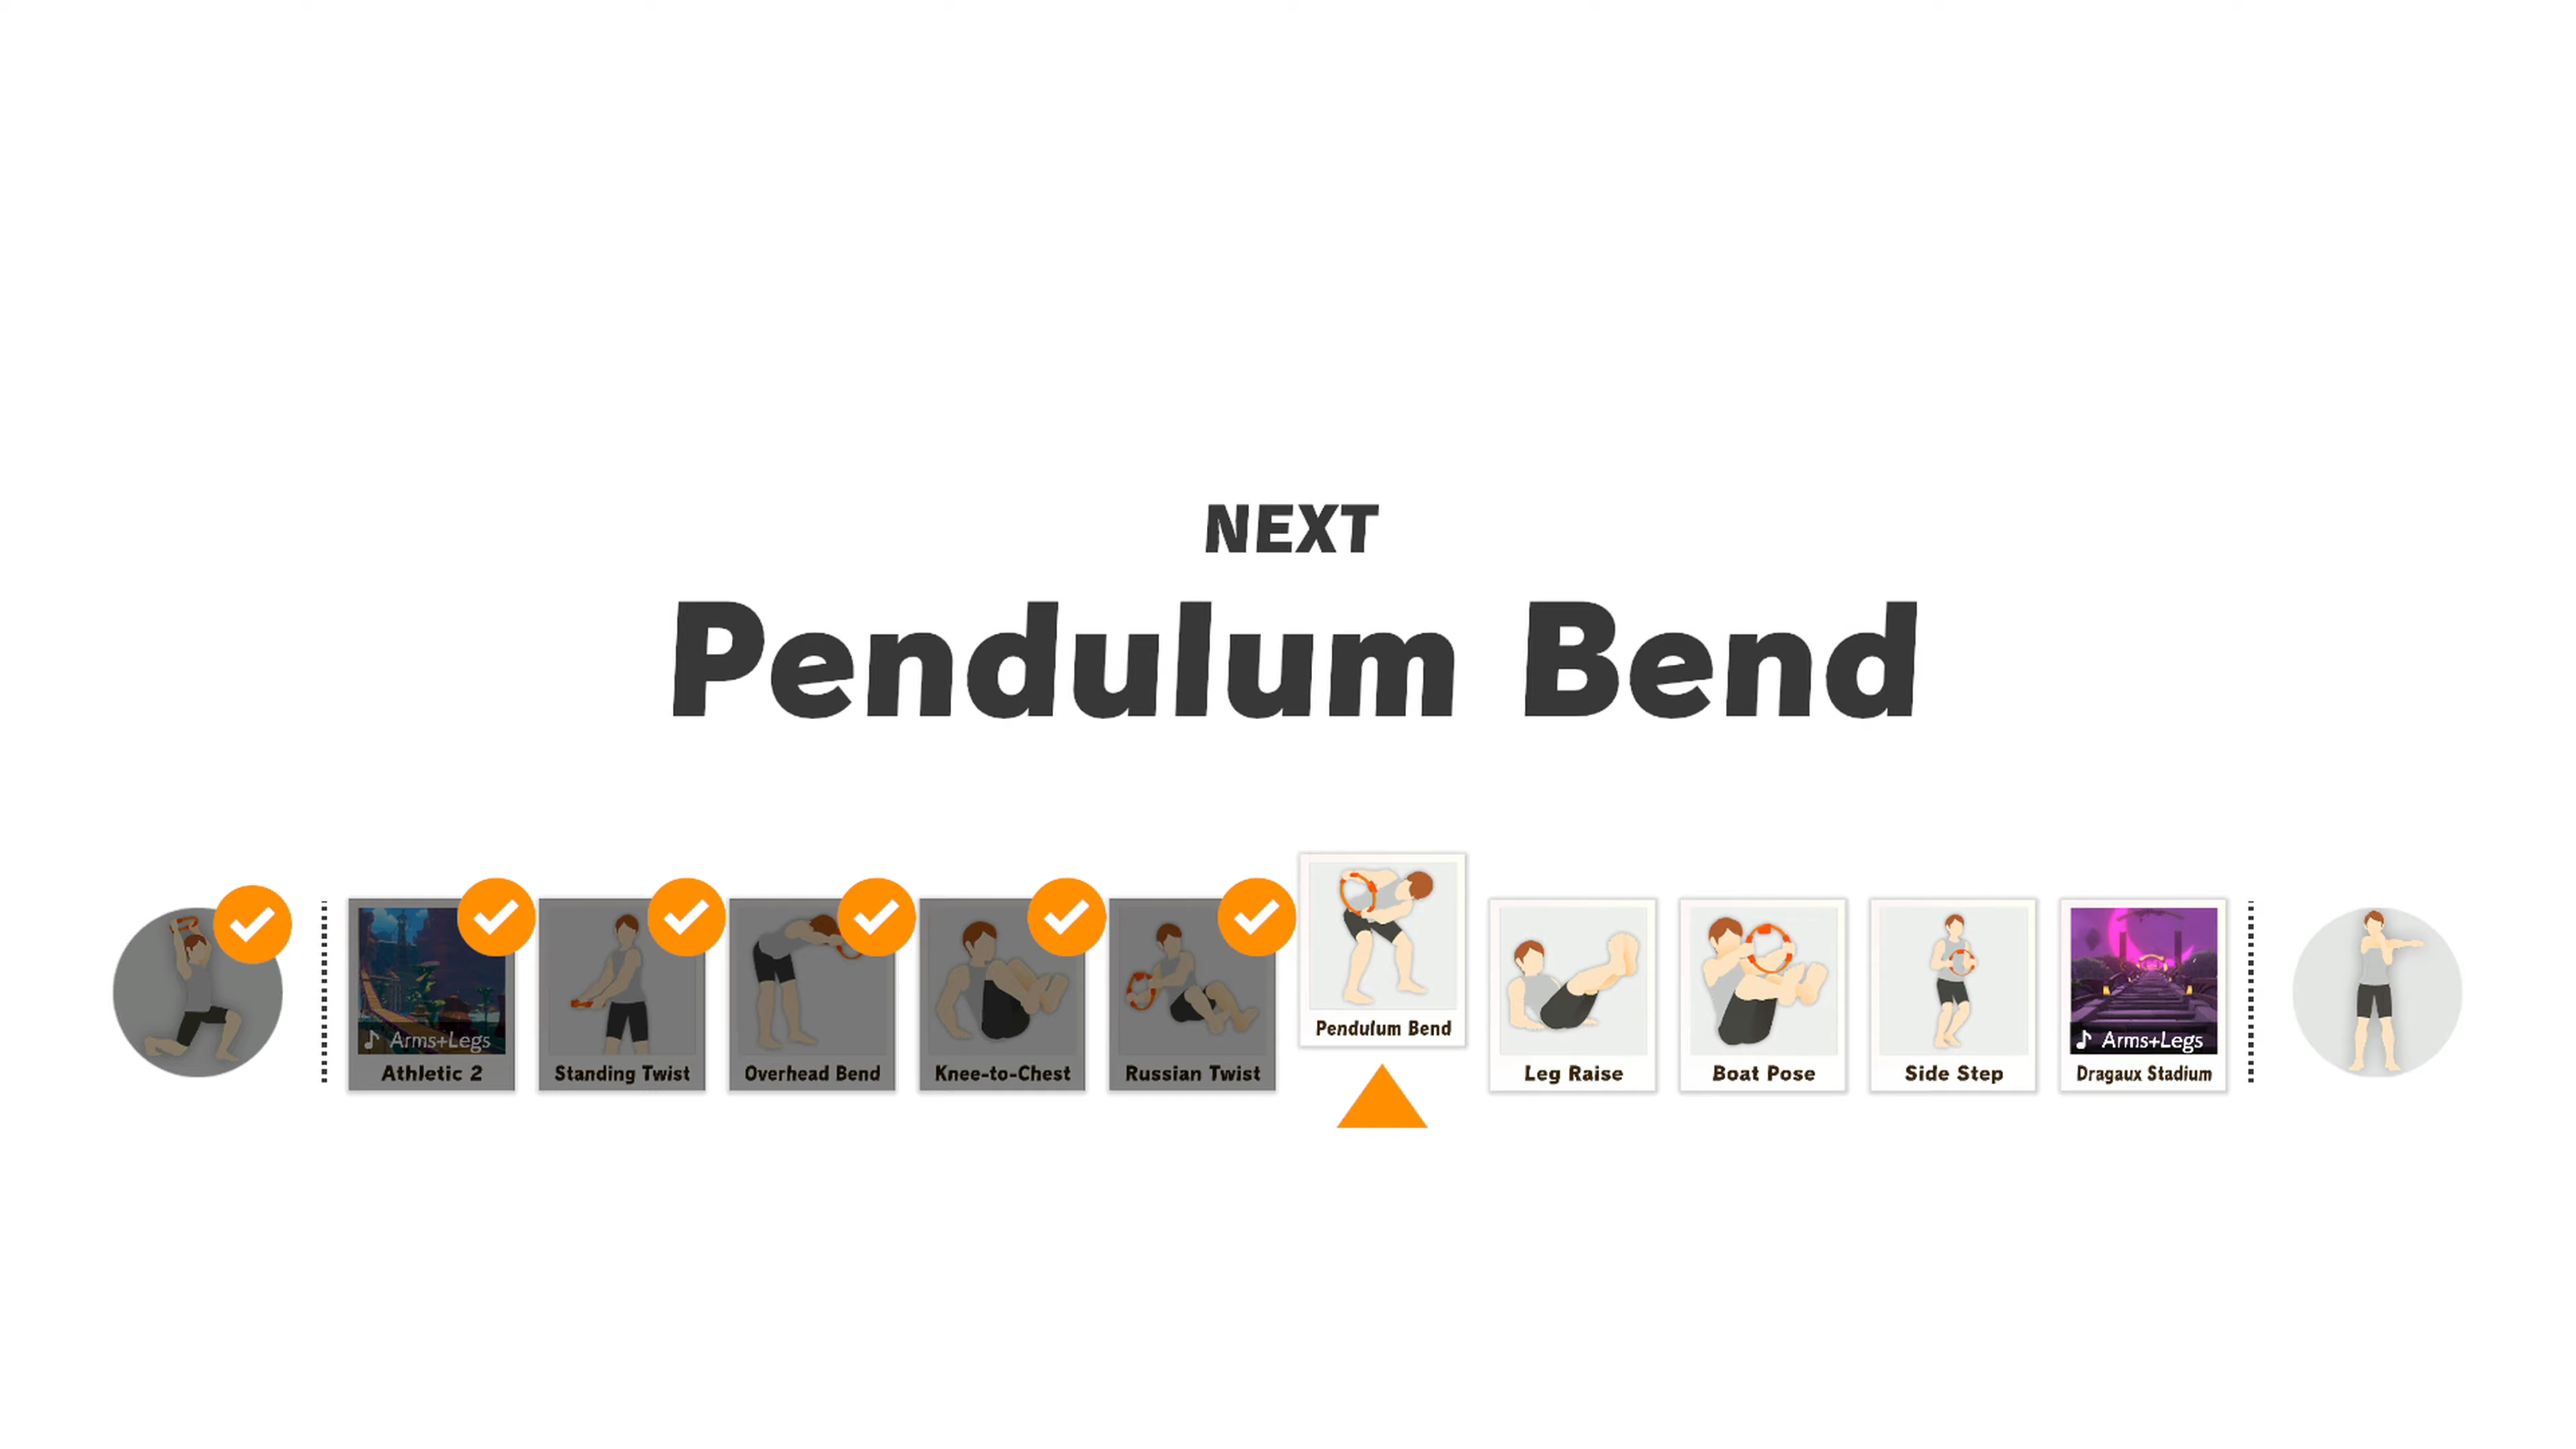 NEXT
Pendulum Bend
♪ Arms+Legs
Athletic 2
Standing Twist
Overhead Bend
Knee-to-Chest
Russian Twist
Pendulum Bend
Leg Raise
Boat Pose
Side Step
♪ Arms+Legs
Dragaux Stadium